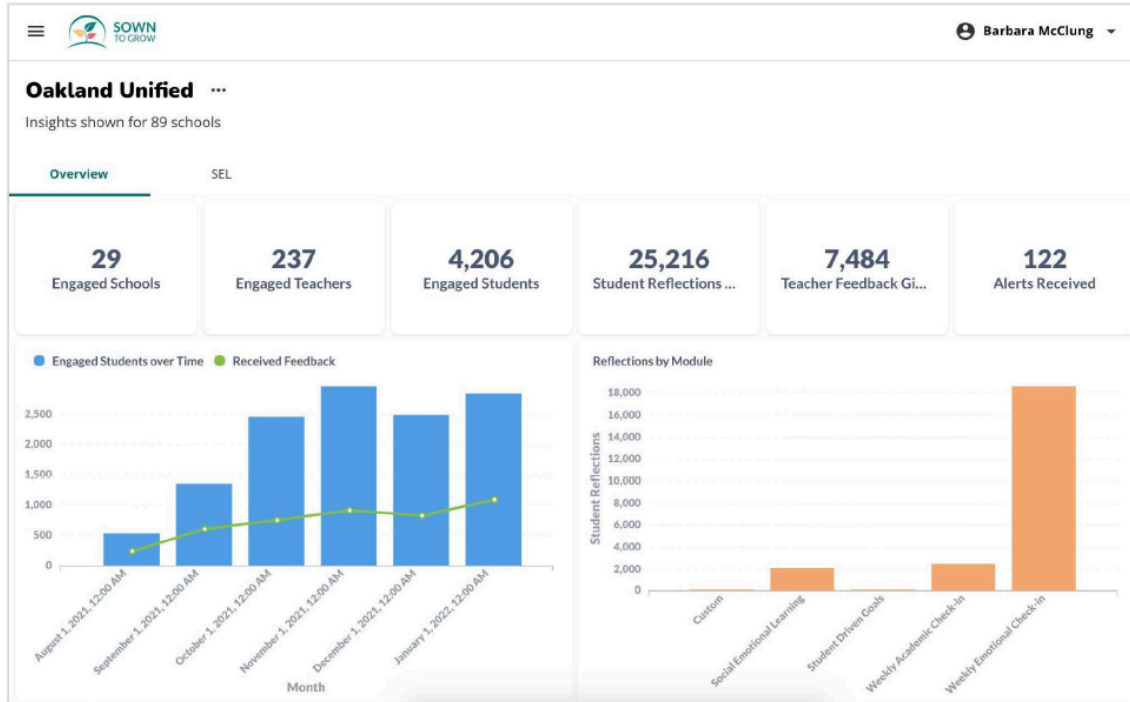 SOWN
TO GROW
Barbara McClung
Oakland Unified ...
Insights shown for 89 schools
Overview
SEL
29
Engaged Schools
237
Engaged Teachers
4,206
Engaged Students
25,216
Student Reflections ...
7,484
Teacher Feedback Gi...
122
Alerts Received
Engaged Students over Time
Received Feedback
2,500
2,000
1,500
1,000
500
0
August 1, 2021, 12:00 AM
September 1, 2021, 12:00 AM
October 1, 2021, 12:00 AM
November 1, 2021, 12:00 AM
December 1, 2021, 12:00 AM
January 1, 2022, 12:00 AM
Month
Reflections by Module
Student Reflections
18,000
16,000
14,000
12,000
10,000
8,000
6,000
4,000
2,000
0
Custom
Social Emotional Learning
Student Driven Goals
Weekly Academic Check-in
Weekly Emotional Check-in